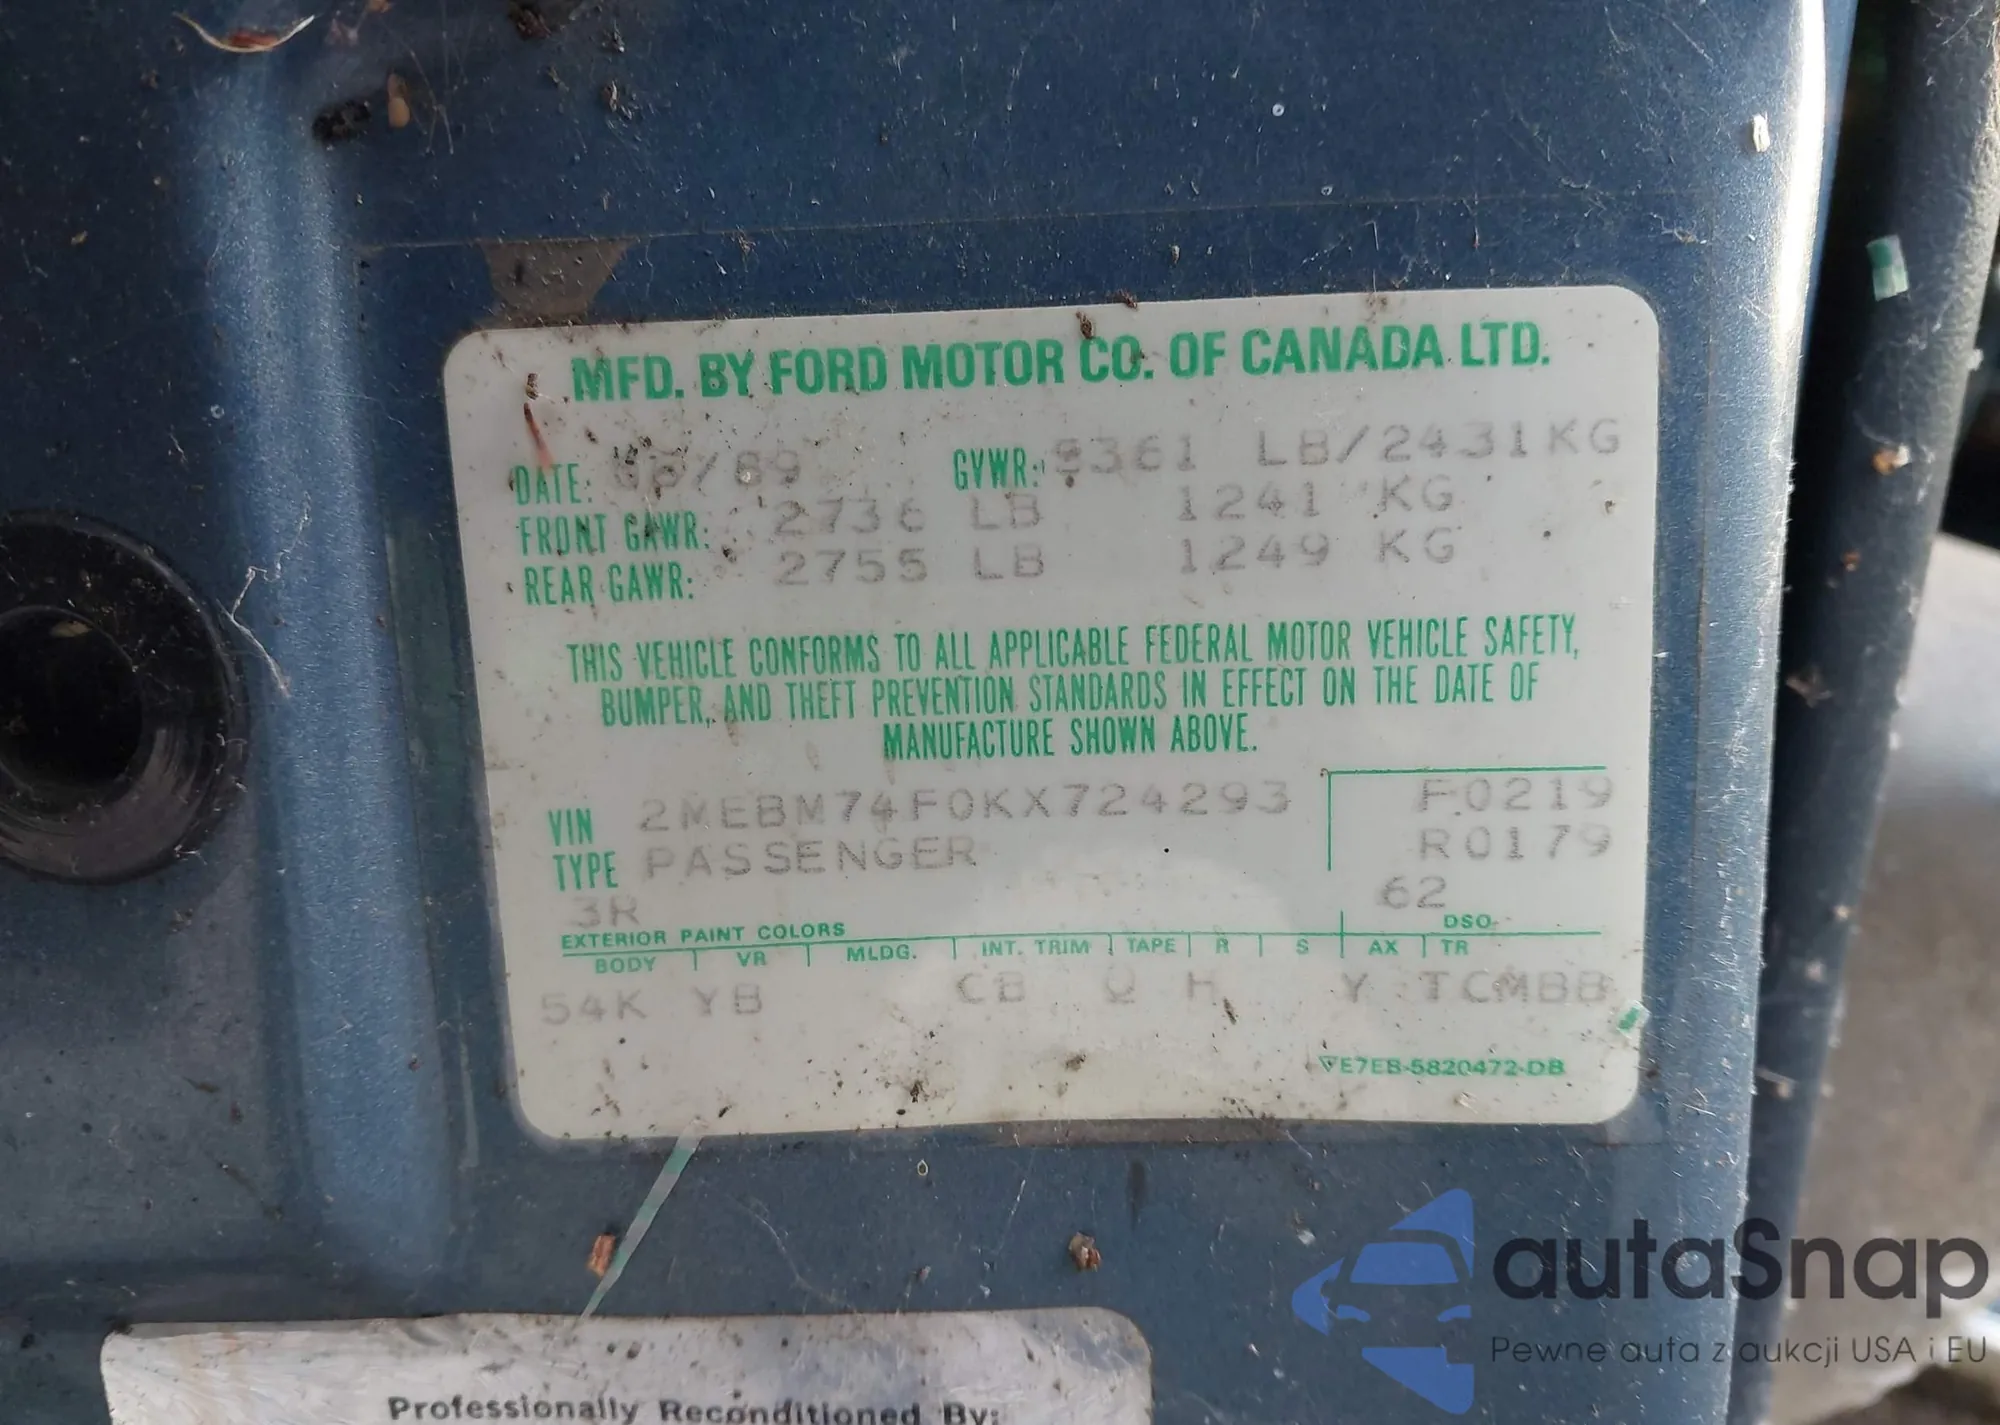 MFD. BY FORD MOTOR CO. OF CANADA LTD.
DATE: GVWR: LB/2431KG
FRONT GAWR: 2736 LB 1241 KG
REAR GAWR: 2755 LB 1249 KG
THIS VEHICLE CONFORMS TO ALL APPLICABLE FEDERAL MOTOR VEHICLE SAFETY,
BUMPER, AND THEFT PREVENTION STANDARDS IN EFFECT ON THE DATE OF
MANUFACTURE SHOWN ABOVE.
VIN 2MEBM74F0KX724293 F0219
TYPE PASSENGER R0179
3R 62
EXTERIOR PAINT COLORS DSO
BODY VR MLDG. INT. TRIM TAPE R S AX TR
54K YB CB Q H Y TCMBB
E7EB-5820472-DB
Professionally Reconditioned By:
autaSnap
Pewne auta z aukcji USA i EU